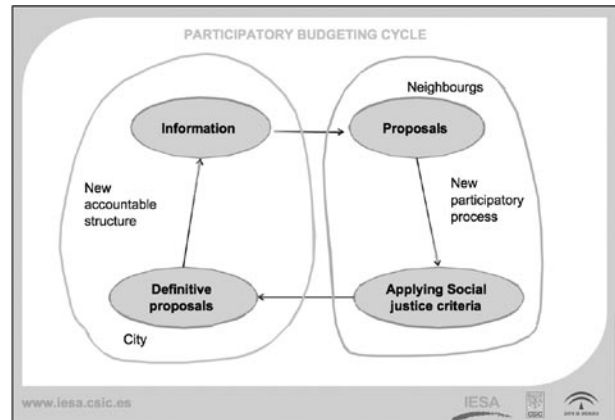 PARTICIPATORY BUDGETING CYCLE
Neighbourgs
Information
Proposals
New
accountable
structure
New
participatory
process
Definitive
proposals
Applying Social
justice criteria
City
www.iesa.csic.es
IESA
CSIC